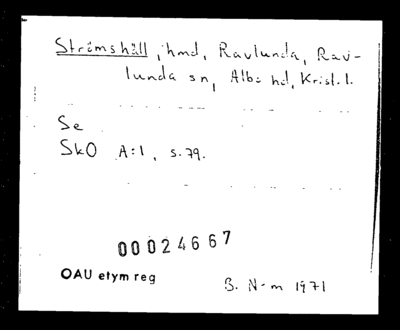 Strömshäll, hmd, Ravlunda, Rav-
lunda sn, Albo hd, Krist. l.
Se
SkO A:1, s. 79.
00024667
OAU etym reg
B. N-m 1971